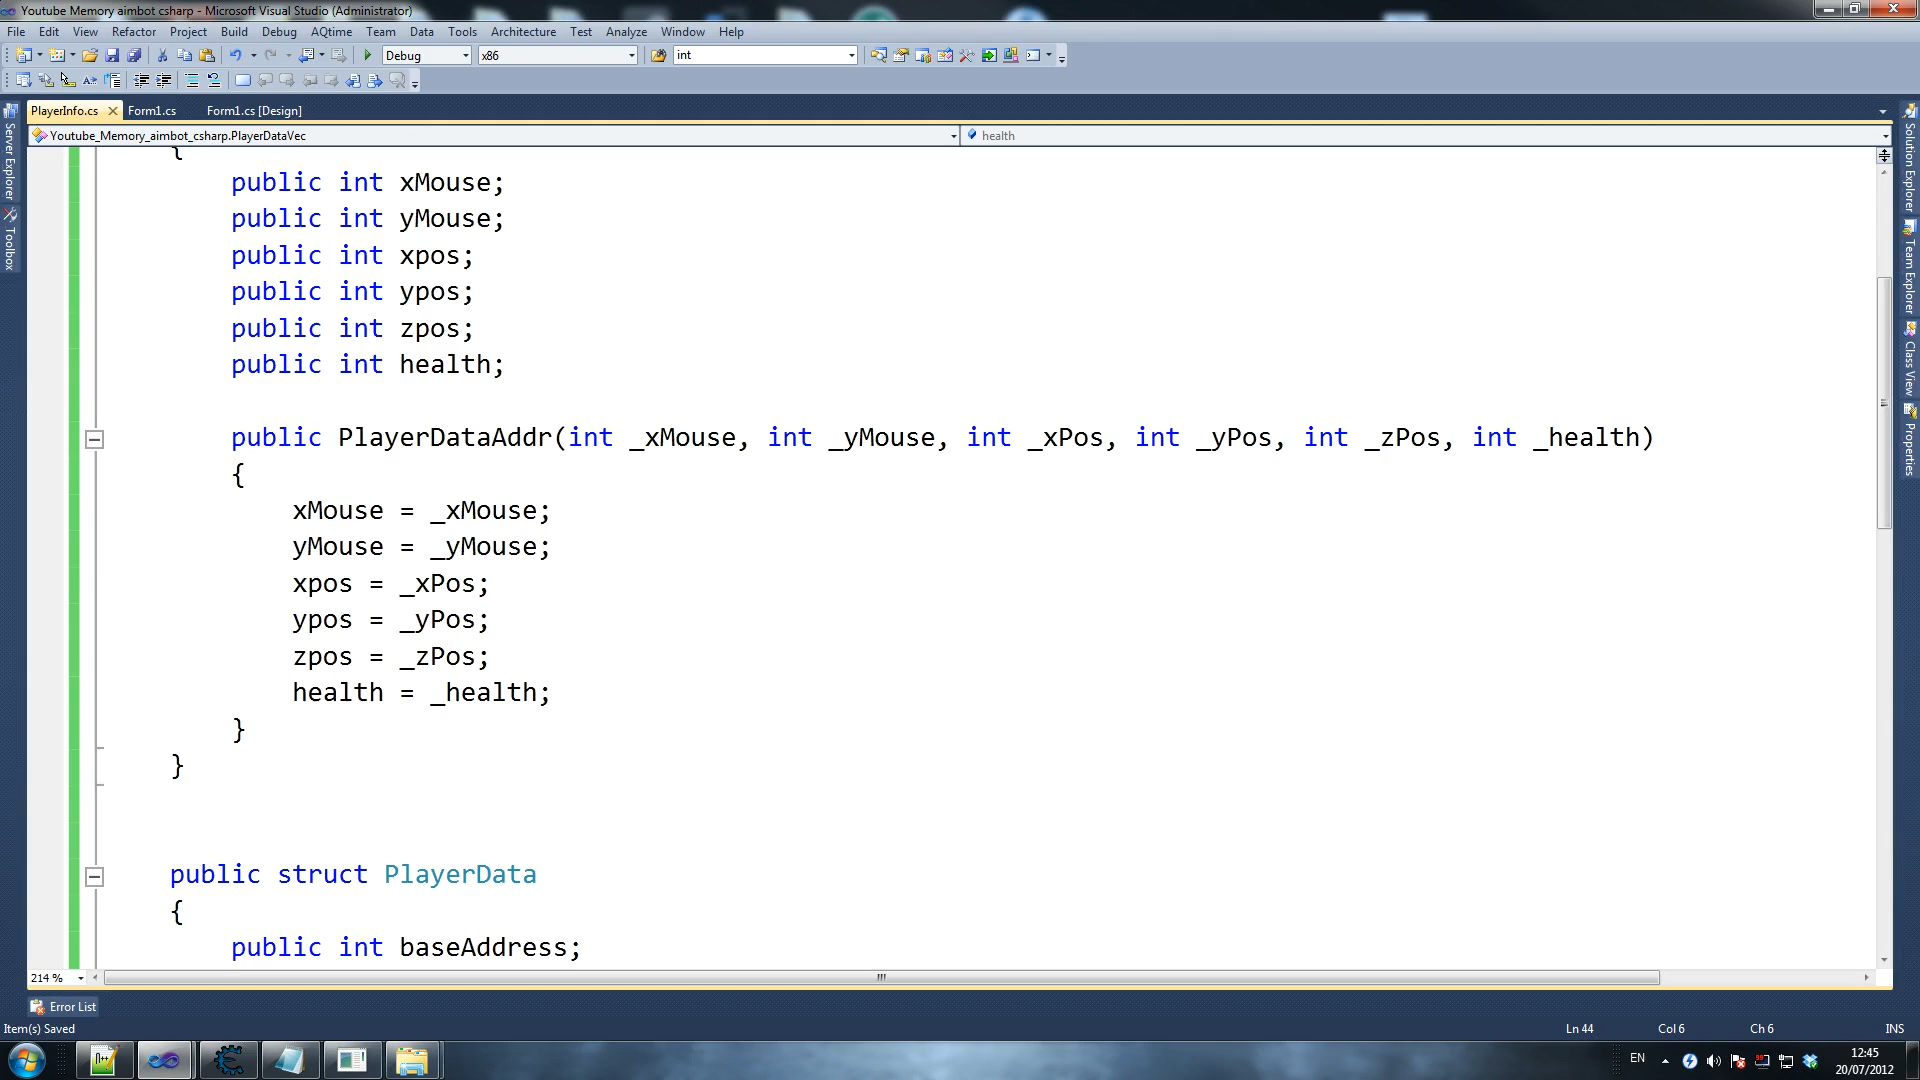 Youtube Memory aimbot csharp - Microsoft Visual Studio (Administrator)
File Edit View Refactor Project Build Debug AQtime Team Data Tools Architecture Test Analyze Window Help
Debug x86 int
PlayerInfo.cs Form1.cs Form1.cs [Design]
Youtube_Memory_aimbot_csharp.PlayerDataVec health
Server Explorer
Toolbox
Solution Explorer
Team Explorer
Class View
Properties
{
public int xMouse;
public int yMouse;
public int xpos;
public int ypos;
public int zpos;
public int health;
public PlayerDataAddr(int _xMouse, int _yMouse, int _xPos, int _yPos, int _zPos, int _health)
{
xMouse = _xMouse;
yMouse = _yMouse;
xpos = _xPos;
ypos = _yPos;
zpos = _zPos;
health = _health;
}
}
public struct PlayerData
{
public int baseAddress;
214 %
Error List
Item(s) Saved Ln 44 Col 6 Ch 6 INS
EN 12:45
20/07/2012